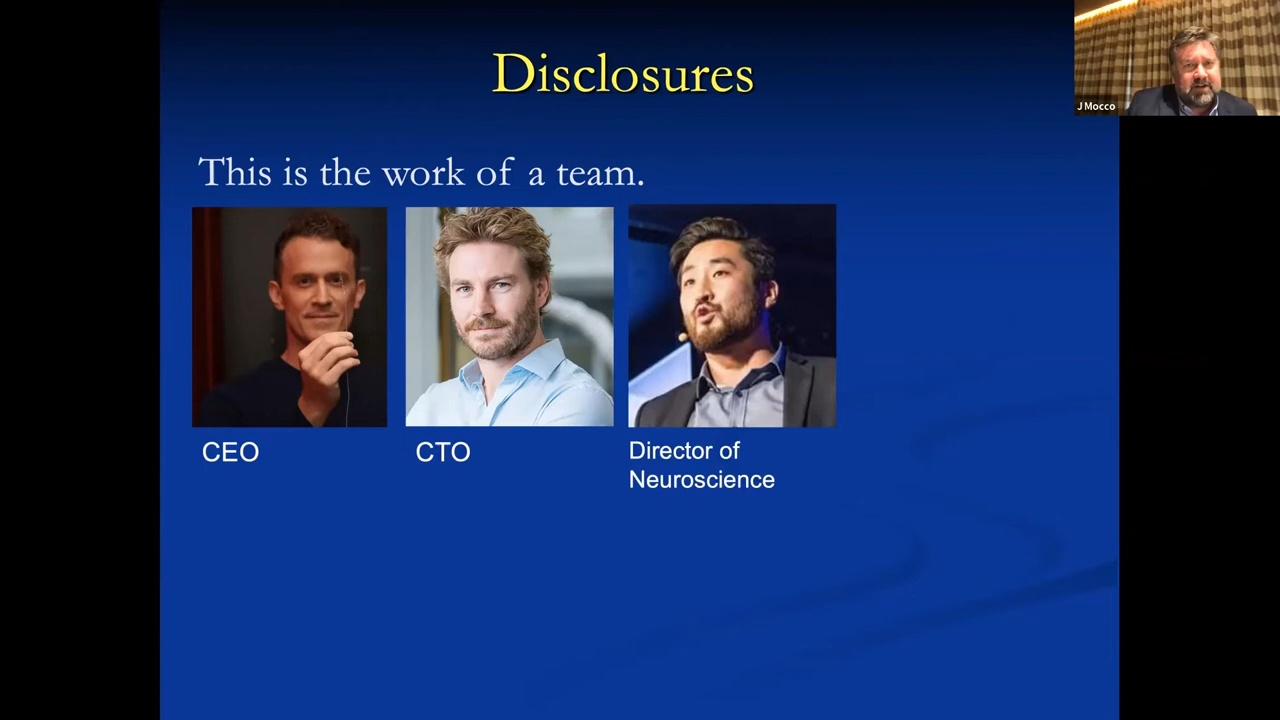 Disclosures
J Mocco
This is the work of a team.
CEO
CTO
Director of
Neuroscience